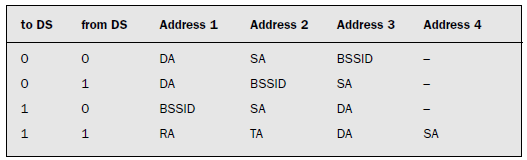 to DS from DS Address 1 Address 2 Address 3 Address 4
0 0 DA SA BSSID –
0 1 DA BSSID SA –
1 0 BSSID SA DA –
1 1 RA TA DA SA